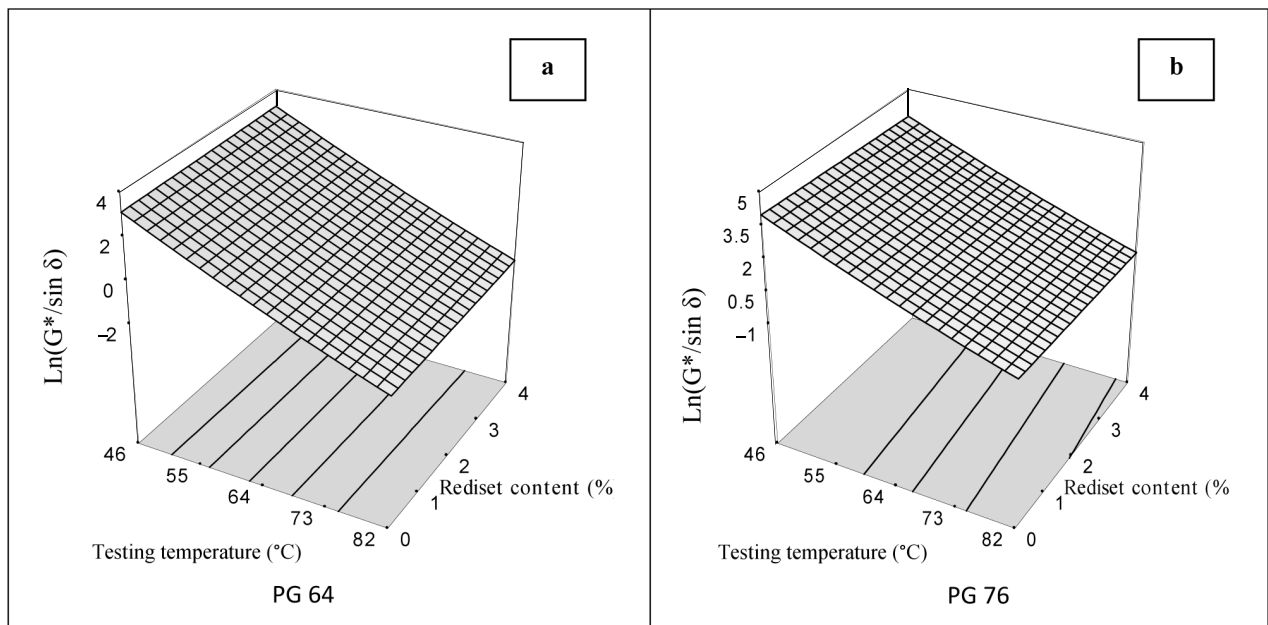 a
4
2
0
−2
Ln(G*/sin δ)
46
55
64
73
82
0
1
2
3
4
Rediset content (%
Testing temperature (°C)
PG 64
b
5
3.5
2
0.5
−1
Ln(G*/sin δ)
46
55
64
73
82
0
1
2
3
4
Rediset content (%
Testing temperature (°C)
PG 76